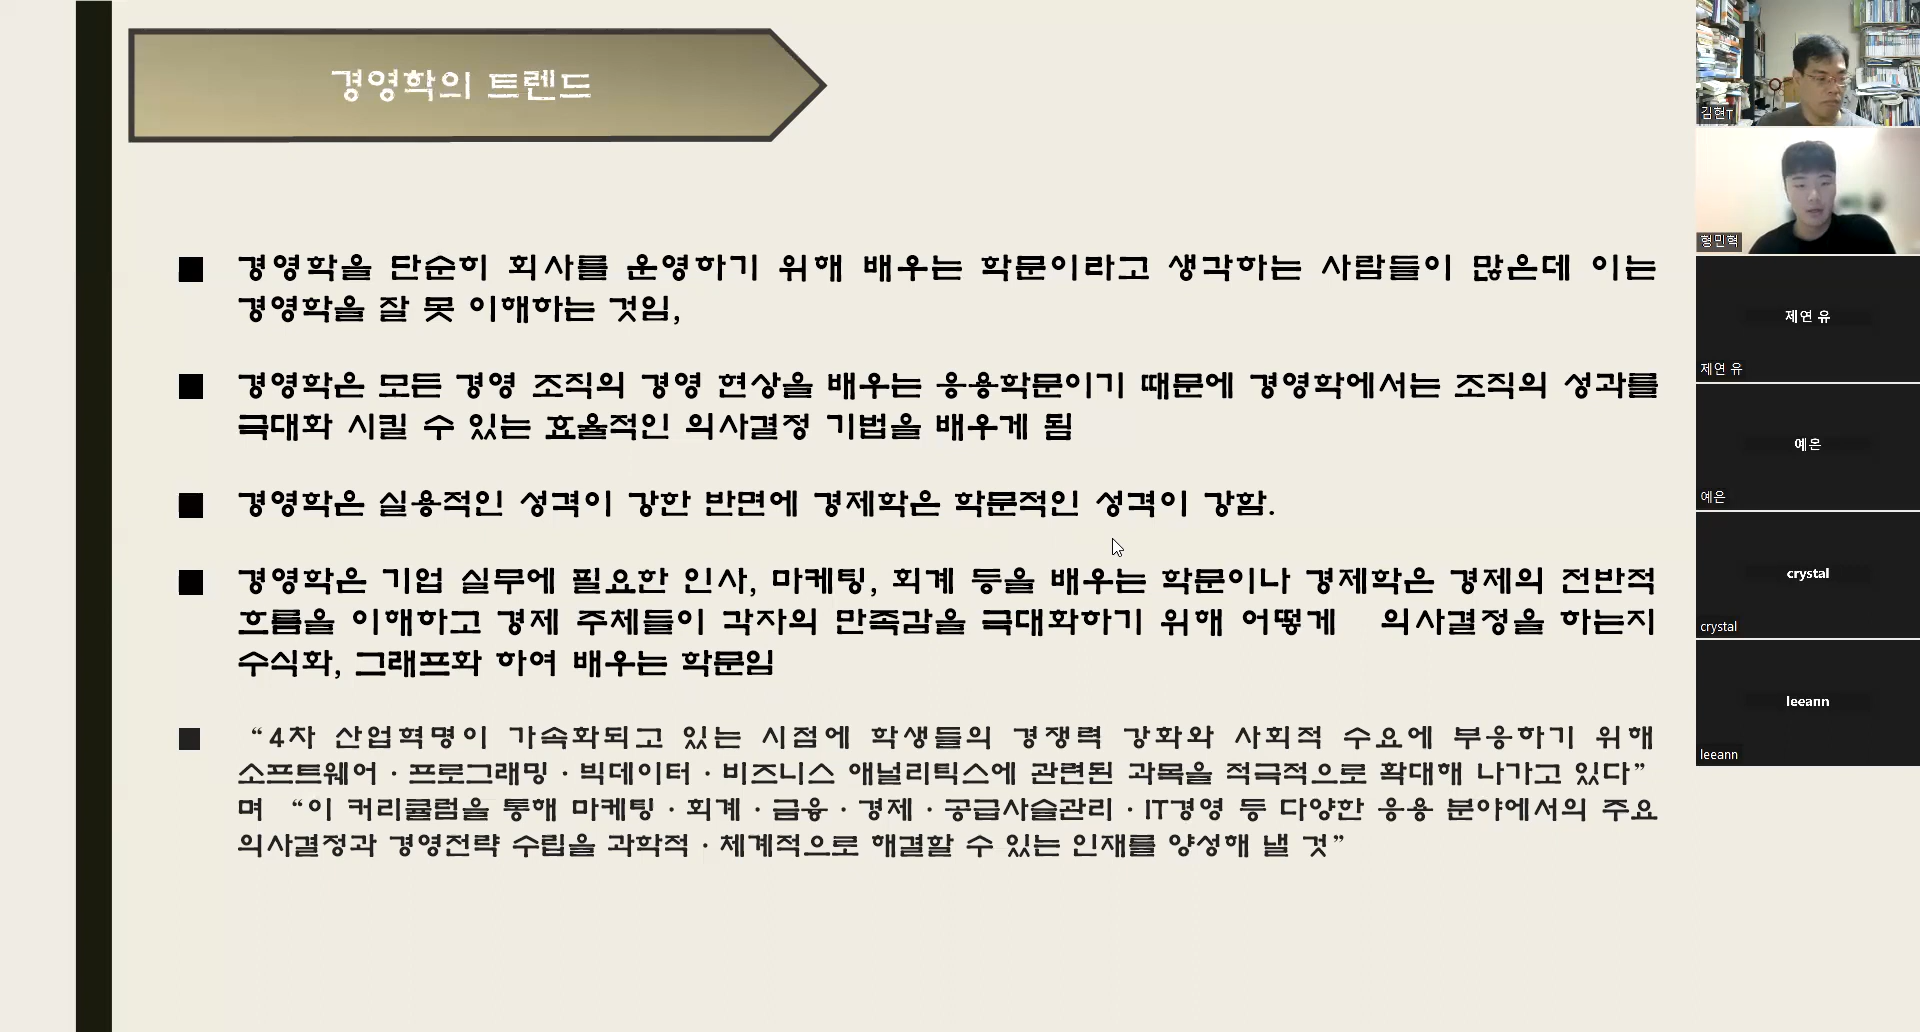 경영학의 트렌드
경영학을 단순히 회사를 운영하기 위해 배우는 학문이라고 생각하는 사람들이 많은데 이는
경영학을 잘 못 이해하는 것임,
경영학은 모든 경영 조직의 경영 현상을 배우는 응용학문이기 때문에 경영학에서는 조직의 성과를
극대화 시킬 수 있는 효율적인 의사결정 기법을 배우게 됨
경영학은 실용적인 성격이 강한 반면에 경제학은 학문적인 성격이 강함.
경영학은 기업 실무에 필요한 인사, 마케팅, 회계 등을 배우는 학문이나 경제학은 경제의 전반적
흐름을 이해하고 경제 주체들이 각자의 만족감을 극대화하기 위해 어떻게 의사결정을 하는지
수식화, 그래프화 하여 배우는 학문임
“4차 산업혁명이 가속화되고 있는 시점에 학생들의 경쟁력 강화와 사회적 수요에 부응하기 위해
소프트웨어·프로그래밍·빅데이터·비즈니스 애널리틱스에 관련된 과목을 적극적으로 확대해 나가고 있다”
며 “이 커리큘럼을 통해 마케팅·회계·금융·경제·공급사슬관리·IT경영 등 다양한 응용 분야에서의 주요
의사결정과 경영전략 수립을 과학적·체계적으로 해결할 수 있는 인재를 양성해 낼 것”
김현T
형민혁
제연 유
제연 유
예은
예은
crystal
crystal
leeann
leeann